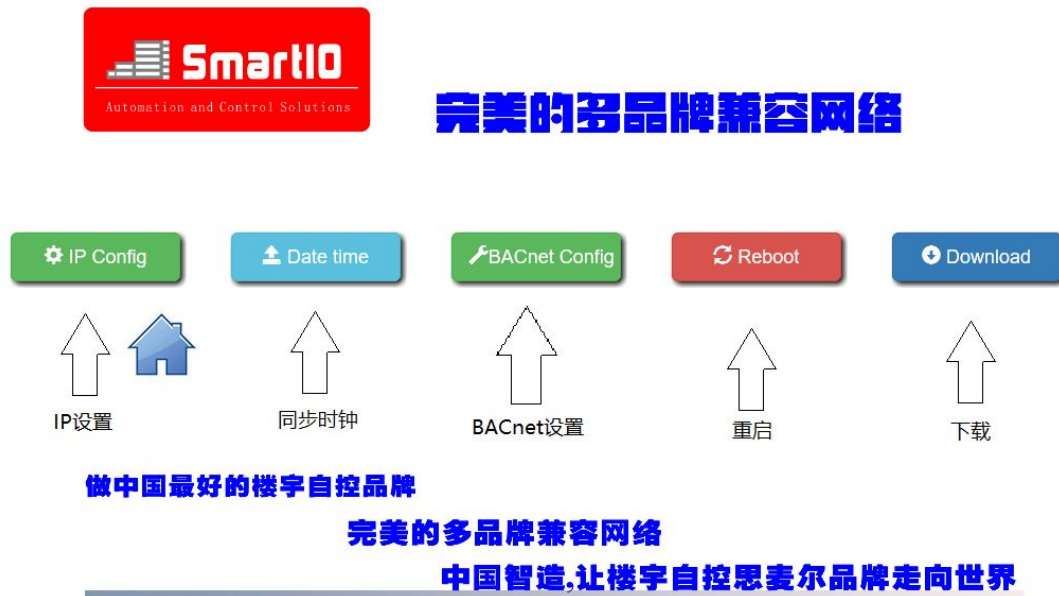 SmartIO
Automation and Control Solutions
完美的多品牌兼容网络
IP Config
Date time
BACnet Config
Reboot
Download
IP设置
同步时钟
BACnet设置
重启
下载
做中国最好的楼宇自控品牌
完美的多品牌兼容网络
中国智造,让楼宇自控思麦尔品牌走向世界